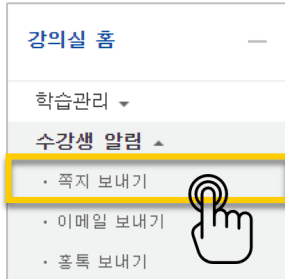 강의실 홈
학습관리
수강생 알림
· 쪽지 보내기
· 이메일 보내기
· 홍톡 보내기